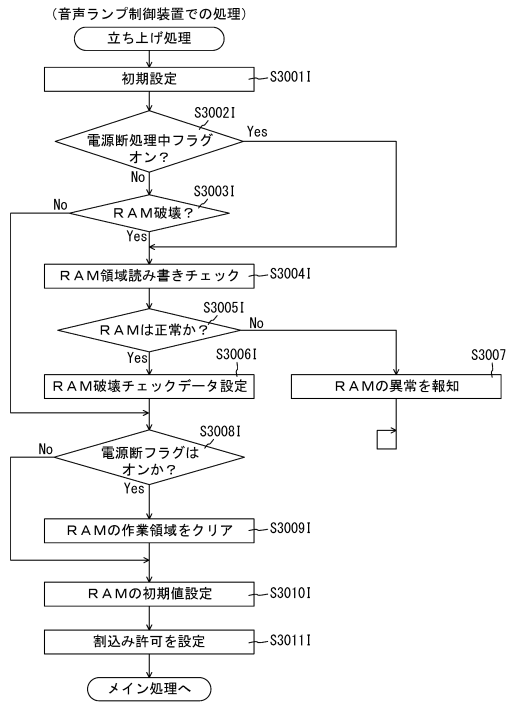 （音声ランプ制御装置での処理）
立ち上げ処理
初期設定
S3001I
S3002I
電源断処理中フラグ
オン？
Yes
No
S3003I
RAM破壊？
No
Yes
RAM領域読み書きチェック
S3004I
S3005I
RAMは正常か？
No
Yes
S3006I
RAM破壊チェックデータ設定
S3007
RAMの異常を報知
S3008I
電源断フラグは
オンか？
No
Yes
RAMの作業領域をクリア
S3009I
RAMの初期値設定
S3010I
割込み許可を設定
S3011I
メイン処理へ